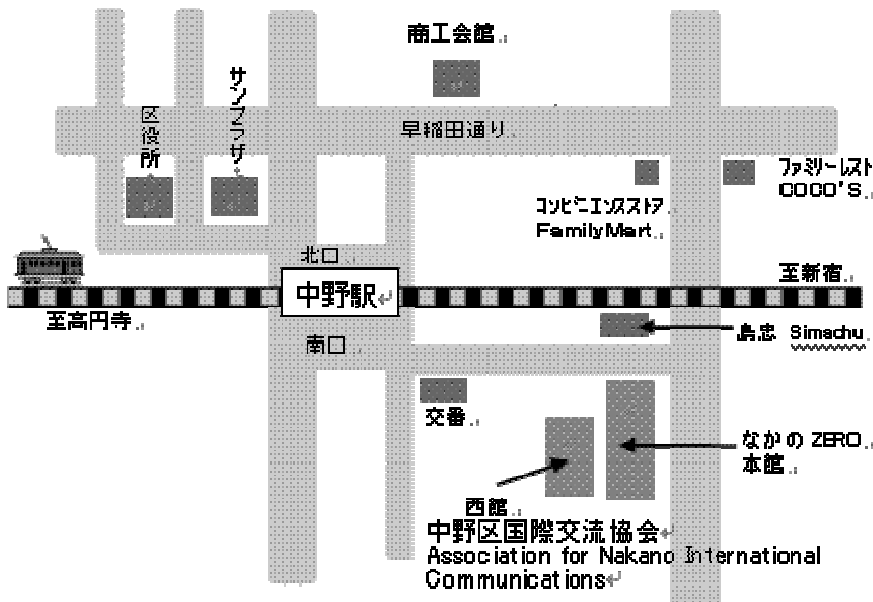 商工会館
サンプラザ
区役所
早稲田通り
ファミリーレスト
COCO'S
コンビニエンスストア
FamilyMart
北口
至新宿
中野駅
至高円寺
島忠 Simachu
南口
交番
なかの ZERO
本館
西館
中野区国際交流協会
Association for Nakano International
Communications